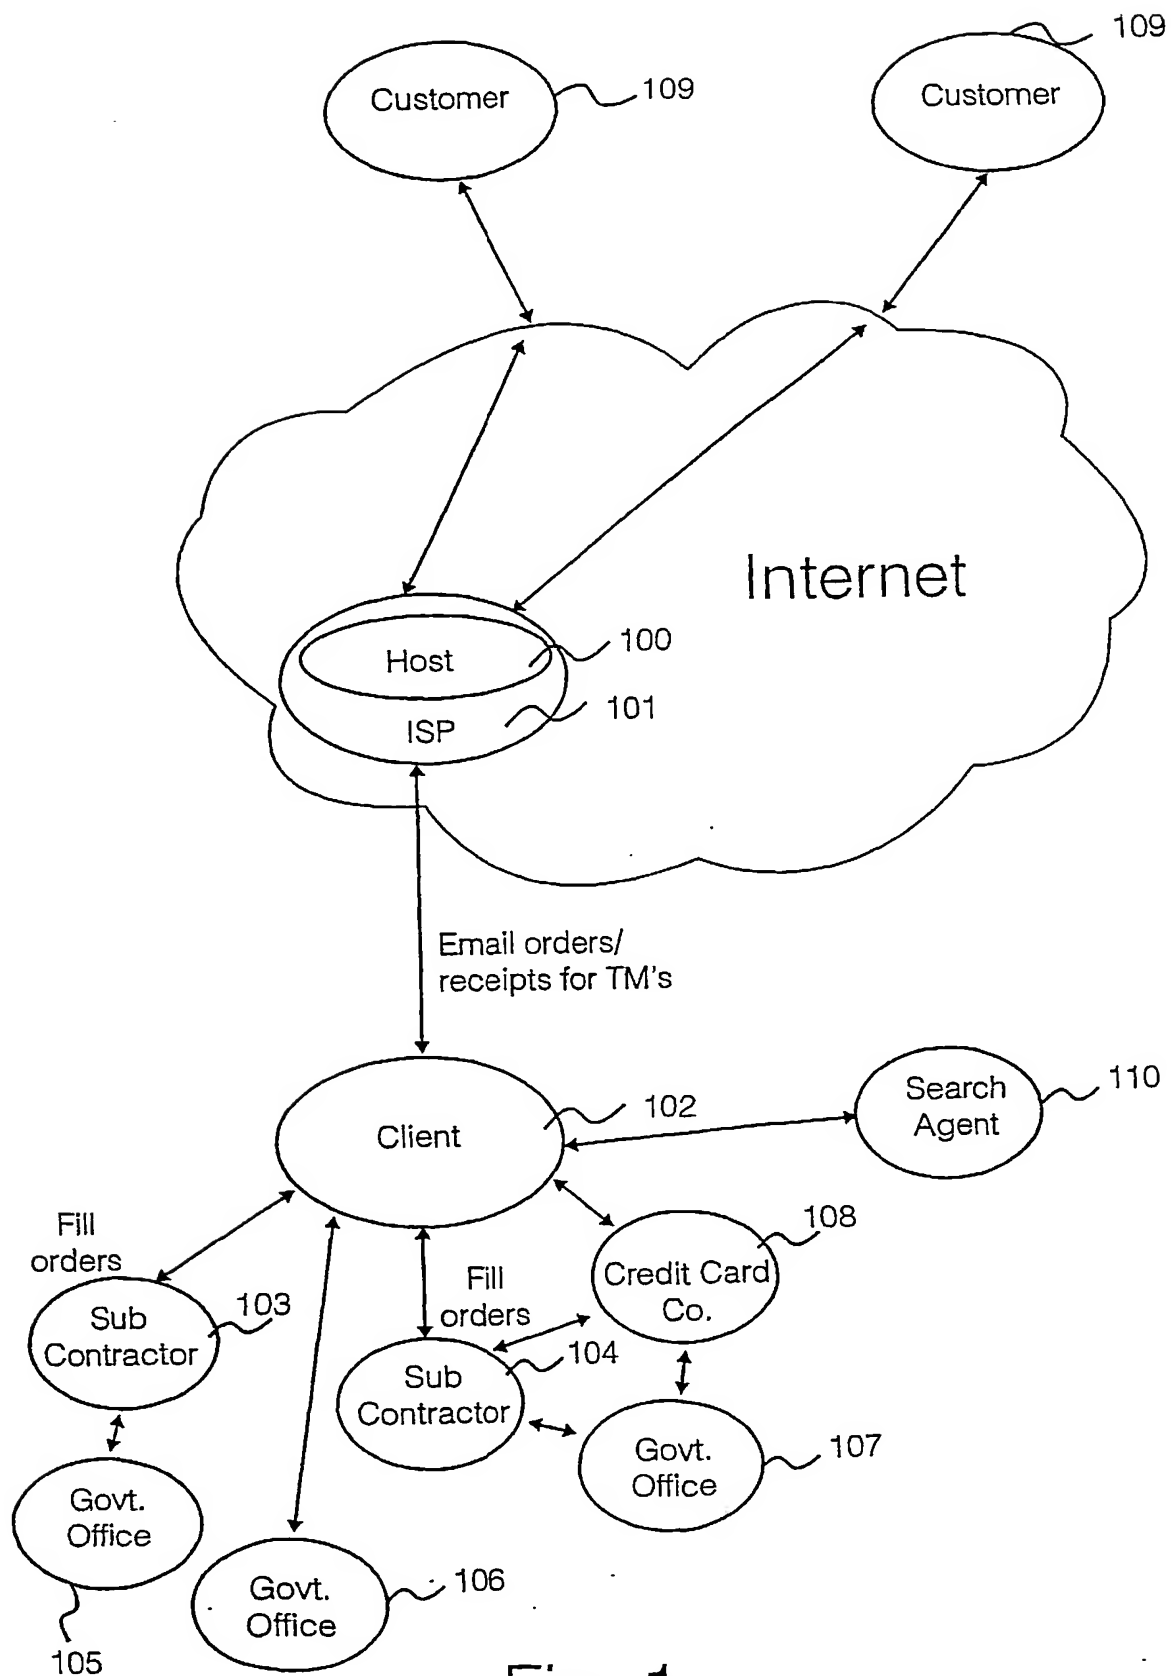 109
Customer
109
Customer
Internet
Host
100
ISP
101
Email orders/
receipts for TM's
Client
102
Search
Agent
110
Fill
orders
Sub
Contractor
103
Fill
orders
Credit Card
Co.
108
Sub
Contractor
104
Govt.
Office
107
Govt.
Office
105
Govt.
Office
106